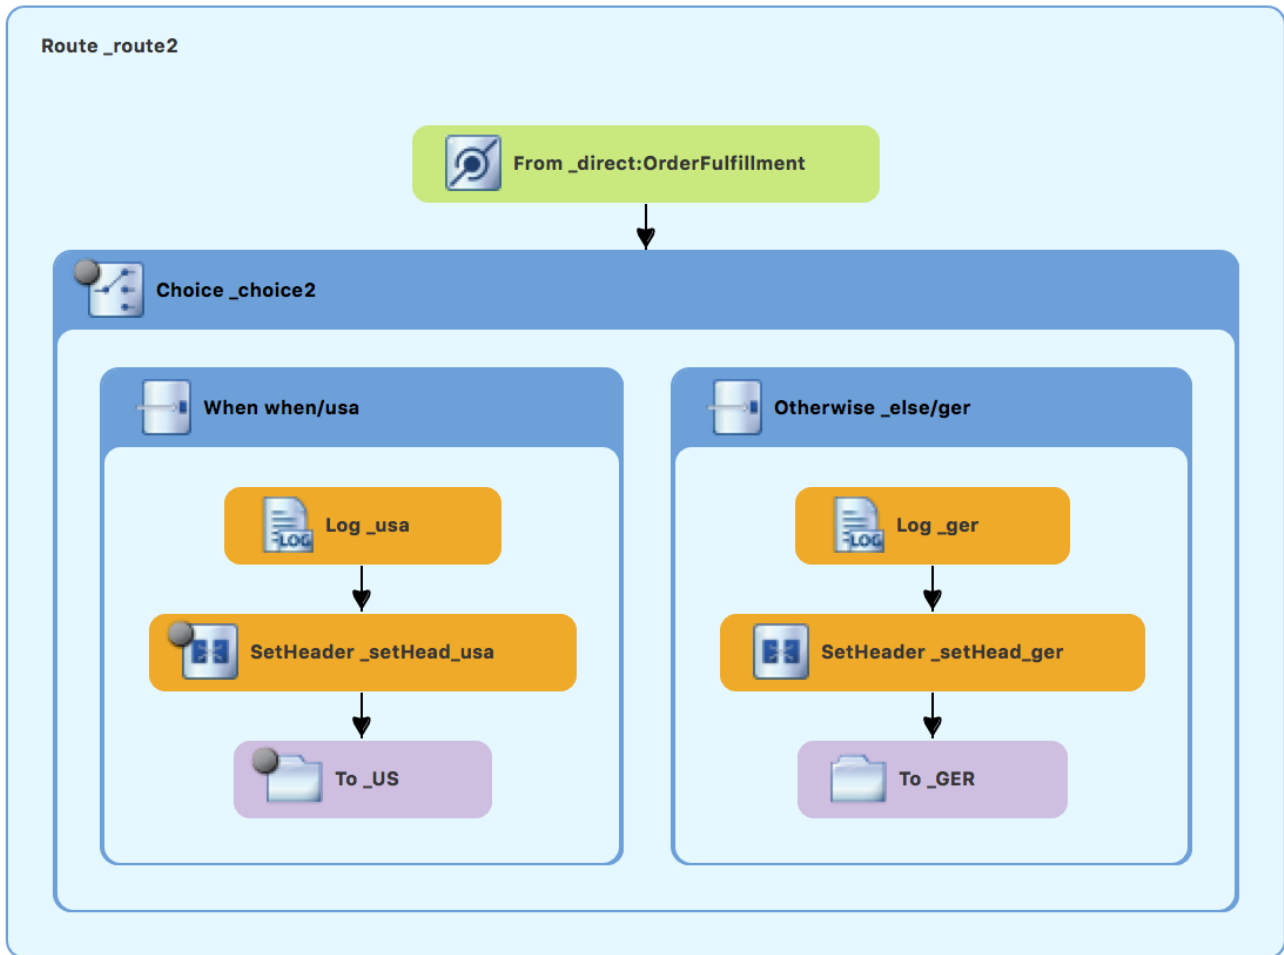 Route _route2
From _direct:OrderFulfillment
Choice _choice2
When when/usa
Otherwise _else/ger
LOG
Log _usa
LOG
Log _ger
SetHeader _setHead_usa
SetHeader _setHead_ger
To _US
To _GER